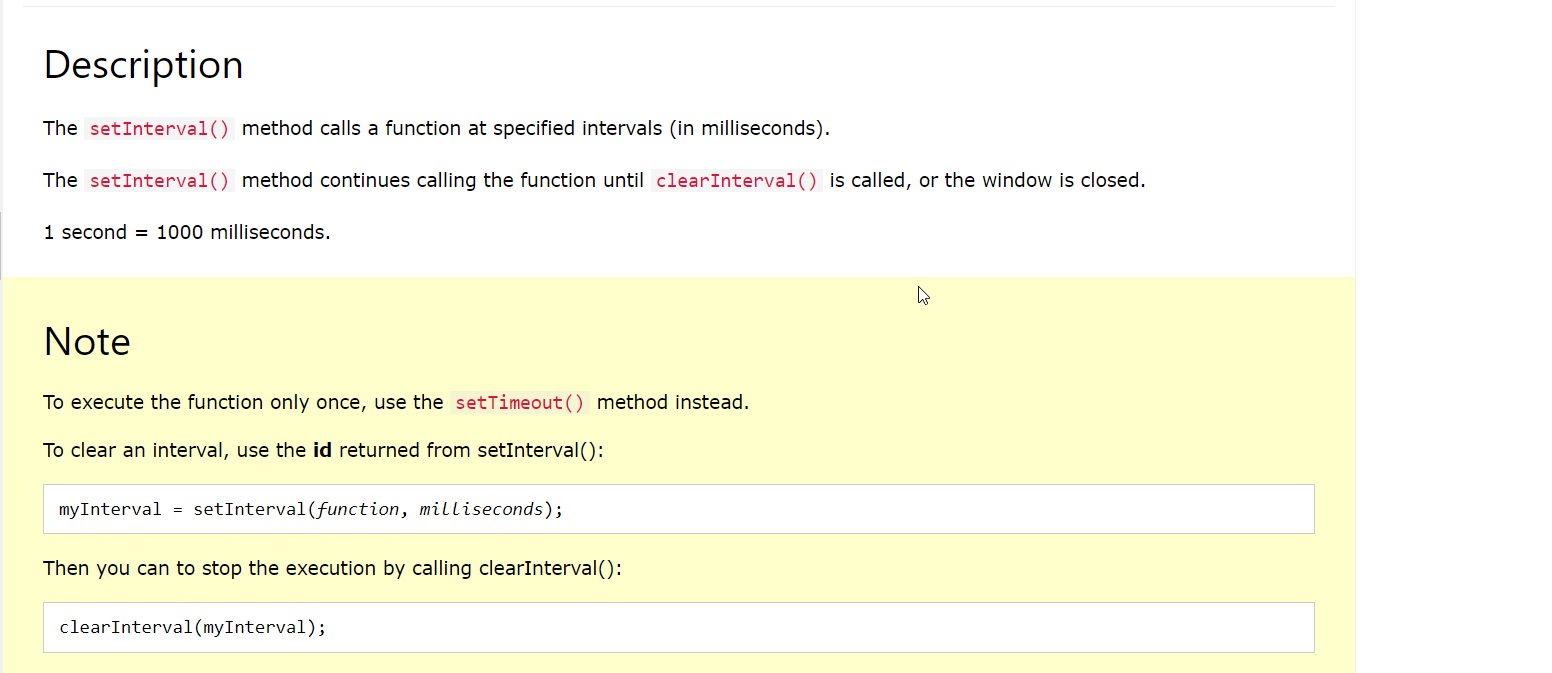 Description
The setInterval() method calls a function at specified intervals (in milliseconds).
The setInterval() method continues calling the function until clearInterval() is called, or the window is closed.
1 second = 1000 milliseconds.
Note
To execute the function only once, use the setTimeout() method instead.
To clear an interval, use the id returned from setInterval():
myInterval = setInterval(function, milliseconds);
Then you can to stop the execution by calling clearInterval():
clearInterval(myInterval);